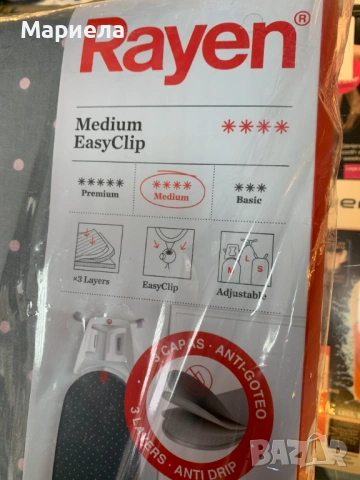 Мариела
Rayen®
Medium
EasyClip
Premium
Medium
Basic
×3 Layers
EasyClip
Adjustable
M L S
3 CAPAS · ANTI-GOTEO
3 LAYERS · ANTI DRIP
BAZAR
bg